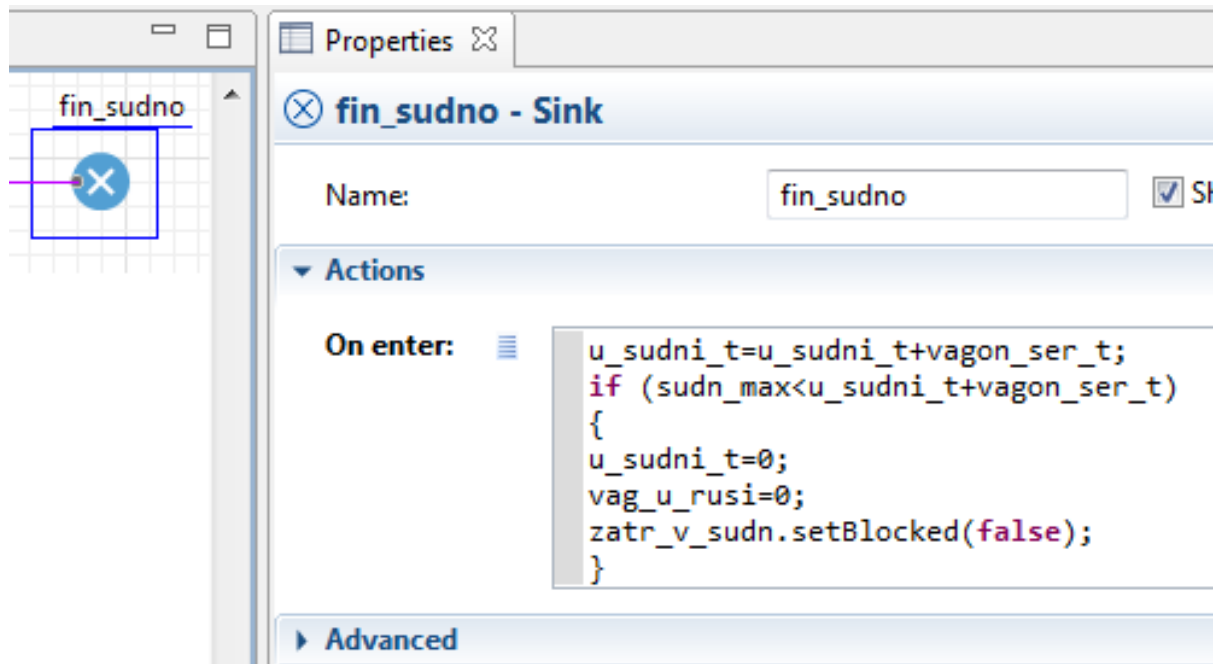 fin_sudno
Properties
fin_sudno - Sink
Name:
fin_sudno
Actions
On enter:
u_sudni_t=u_sudni_t+vagon_ser_t;
if (sudn_max<u_sudni_t+vagon_ser_t)
{
u_sudni_t=0;
vag_u_rusi=0;
zatr_v_sudn.setBlocked(false);
}
Advanced